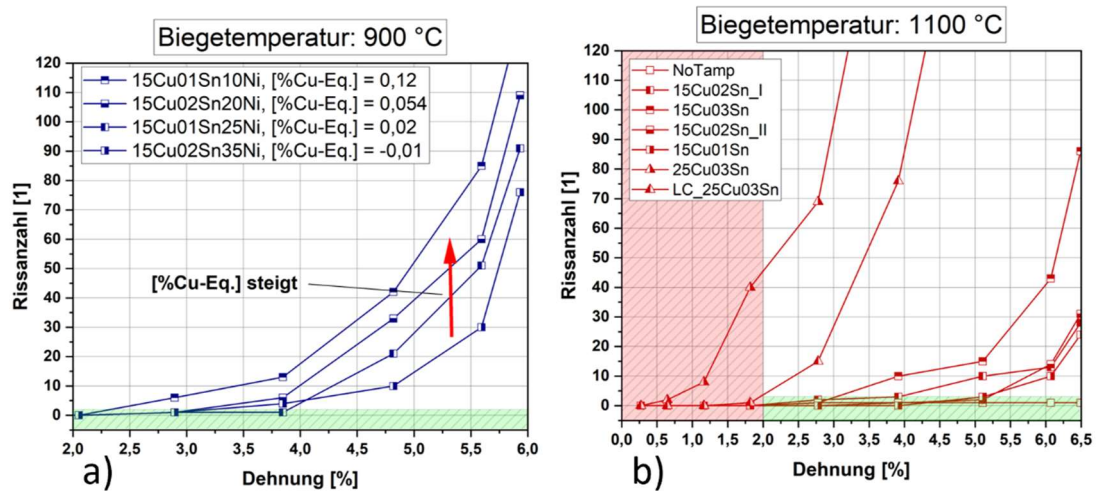 Biegetemperatur: 900 °C
120
110
100
90
80
70
60
50
40
30
20
10
0
Rissanzahl [1]
15Cu01Sn10Ni, [%Cu-Eq.] = 0,12
15Cu02Sn20Ni, [%Cu-Eq.] = 0,054
15Cu01Sn25Ni, [%Cu-Eq.] = 0,02
15Cu02Sn35Ni, [%Cu-Eq.] = -0,01
[%Cu-Eq.] steigt
2,0 2,5 3,0 3,5 4,0 4,5 5,0 5,5 6,0
a) Dehnung [%]
Biegetemperatur: 1100 °C
120
110
100
90
80
70
60
50
40
30
20
10
0
Rissanzahl [1]
NoTamp
15Cu02Sn_I
15Cu03Sn
15Cu02Sn_II
15Cu01Sn
25Cu03Sn
LC_25Cu03Sn
0,0 0,5 1,0 1,5 2,0 2,5 3,0 3,5 4,0 4,5 5,0 5,5 6,0 6,5
b) Dehnung [%]